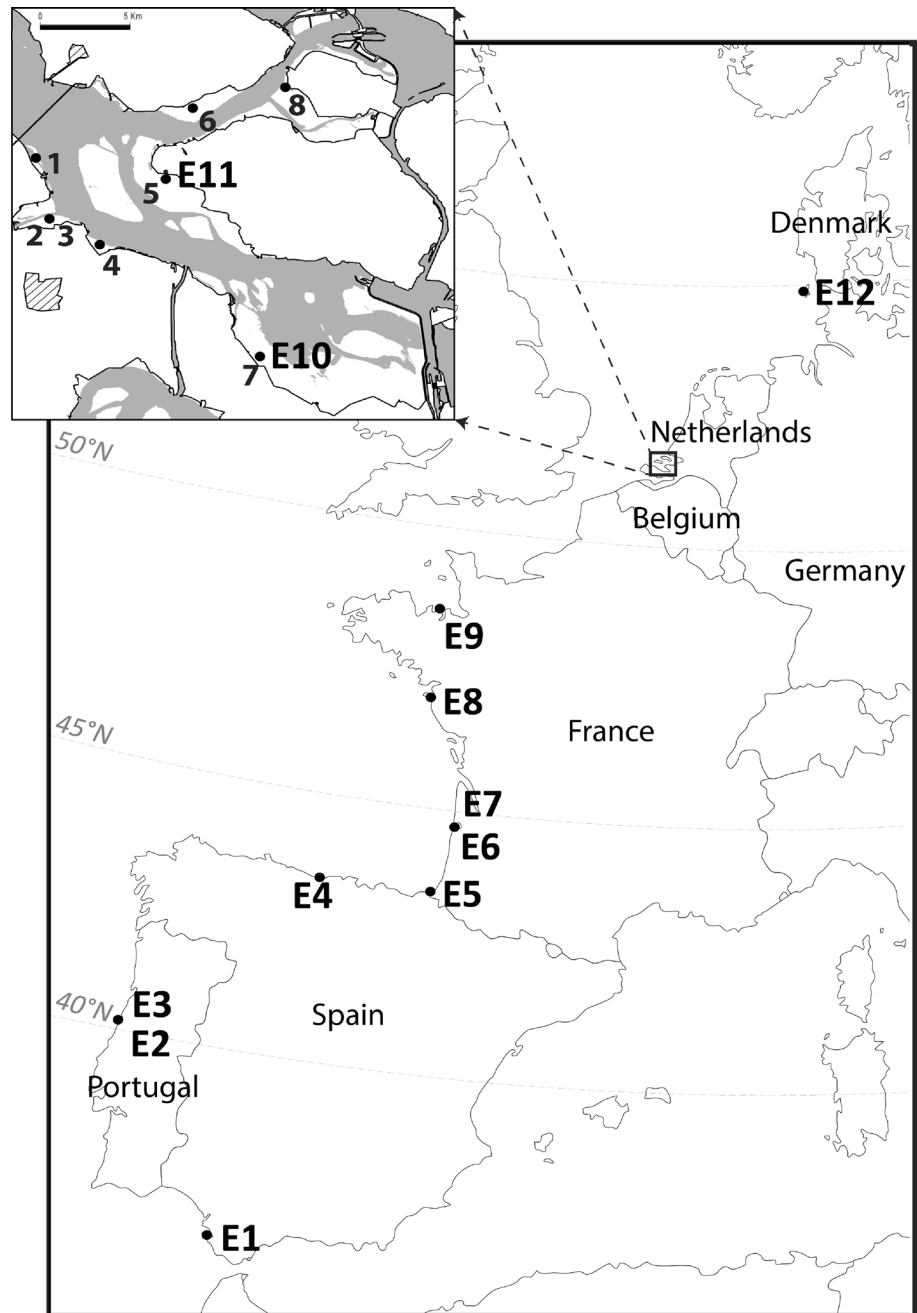 0 5 Km
8
6
1
E11
5
2 3
4
E10
7
Denmark
E12
Netherlands
50°N
Belgium
Germany
E9
E8
France
45°N
E7
E6
E4
E5
40°N
E3
Spain
E2
Portugal
E1